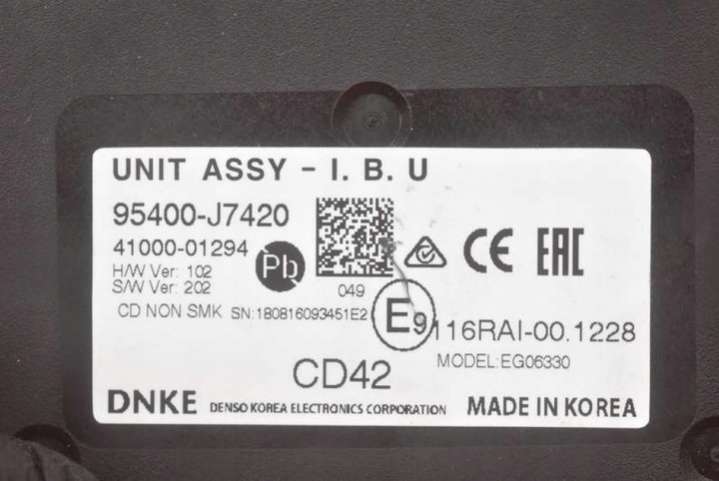 UNIT ASSY - I. B. U
95400-J7420
41000-01294
Pb
H/W Ver: 102
S/W Ver: 202
049
CE EAC
CD NON SMK SN:180816093451E2
E9 116RAI-00.1228
MODEL:EG06330
CD42
DNKE DENSO KOREA ELECTRONICS CORPORATION MADE IN KOREA